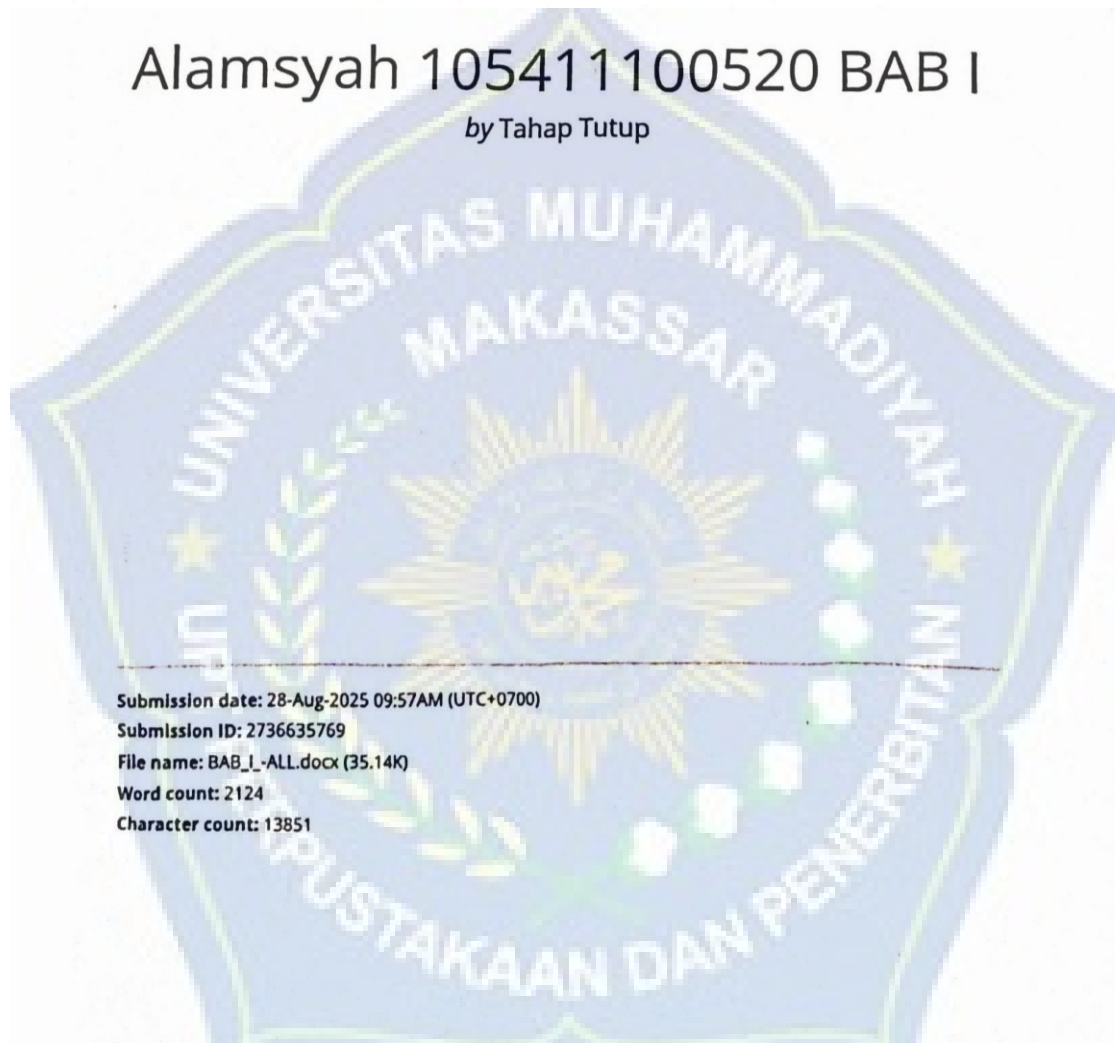 Alamsyah 105411100520 BAB I
by Tahap Tutup
UNIVERSITAS MUHAMMADIYAH
MAKASSAR
Submission date: 28-Aug-2025 09:57AM (UTC+0700)
Submission ID: 2736635769
File name: BAB_I_-ALL.docx (35.14K)
Word count: 2124
Character count: 13851
UPT PERPUSTAKAAN DAN PENERBITAN